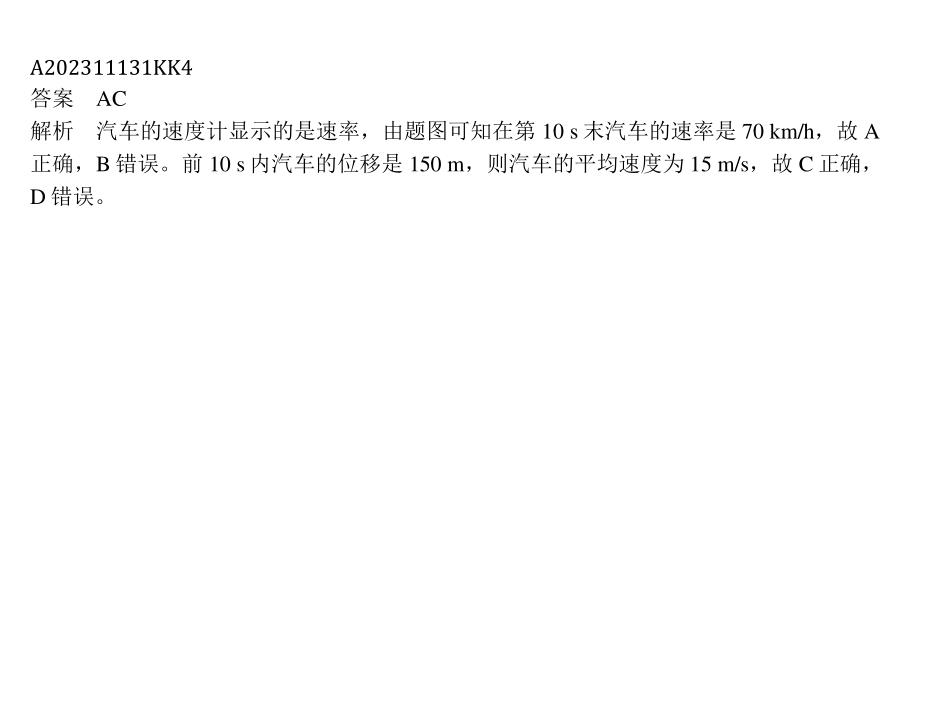 A202311131KK4
答案 AC
解析 汽车的速度计显示的是速率，由题图可知在第 10 s 末汽车的速率是 70 km/h，故 A
正确，B 错误。前 10 s 内汽车的位移是 150 m，则汽车的平均速度为 15 m/s，故 C 正确，
D 错误。